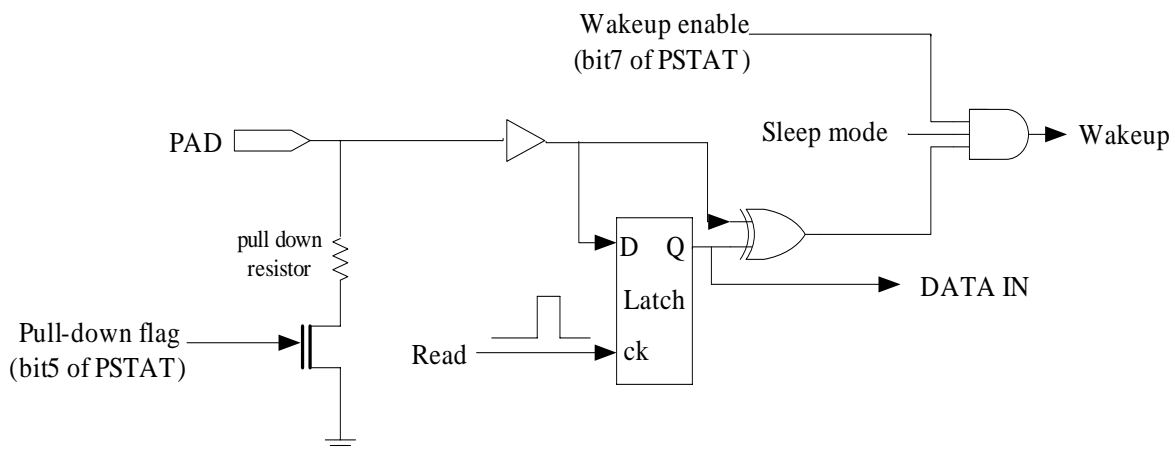 Wakeup enable
(bit7 of PSTAT)
Sleep mode
Wakeup
PAD
pull down
resistor
D Q
Latch
ck
DATA IN
Pull-down flag
(bit5 of PSTAT)
Read